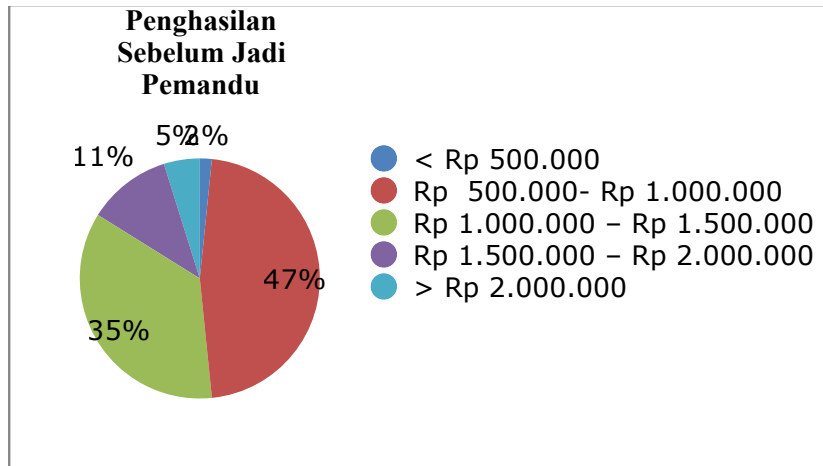 Penghasilan
Sebelum Jadi
Pemandu
5%
2%
11%
47%
35%
< Rp 500.000
Rp  500.000- Rp 1.000.000
Rp 1.000.000 – Rp 1.500.000
Rp 1.500.000 – Rp 2.000.000
> Rp 2.000.000